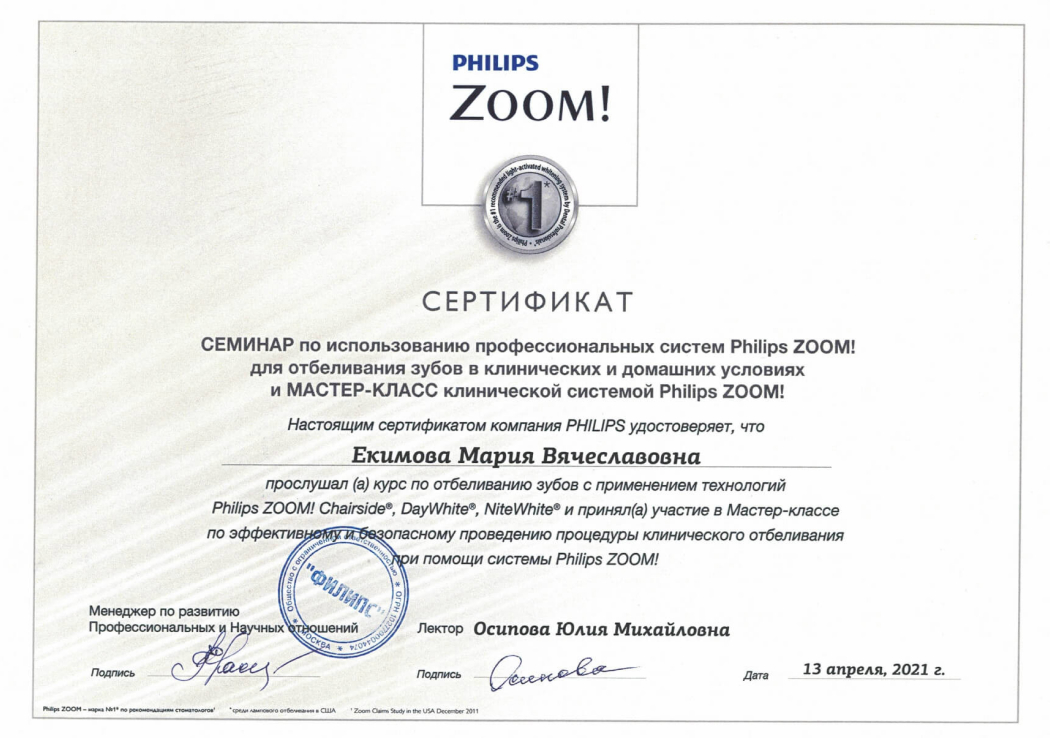 PHILIPS
ZOOM!
Philips Zoom is the #1 recommended light-activated whitening system by Dental Professionals*
1*
СЕРТИФИКАТ
СЕМИНАР по использованию профессиональных систем Philips ZOOM!
для отбеливания зубов в клинических и домашних условиях
и МАСТЕР-КЛАСС клинической системой Philips ZOOM!
Настоящим сертификатом компания PHILIPS удостоверяет, что
Екимова Мария Вячеславовна
прослушал (а) курс по отбеливанию зубов с применением технологий
Philips ZOOM! Chairside®, DayWhite®, NiteWhite® и принял(а) участие в Мастер-классе
по эффективному и безопасному проведению процедуры клинического отбеливания
при помощи системы Philips ZOOM!
Общество с ограниченной ответственностью
"ФИЛИПС"
МОСКВА
Менеджер по развитию
Профессиональных и Научных отношений
Лектор Осипова Юлия Михайловна
Подпись
Подпись Осипова
Дата 13 апреля, 2021 г.
Philips ZOOM – марка №1* по рекомендациям стоматологов¹ *среди лампового отбеливания в США ¹ Zoom Claims Study in the USA December 2011